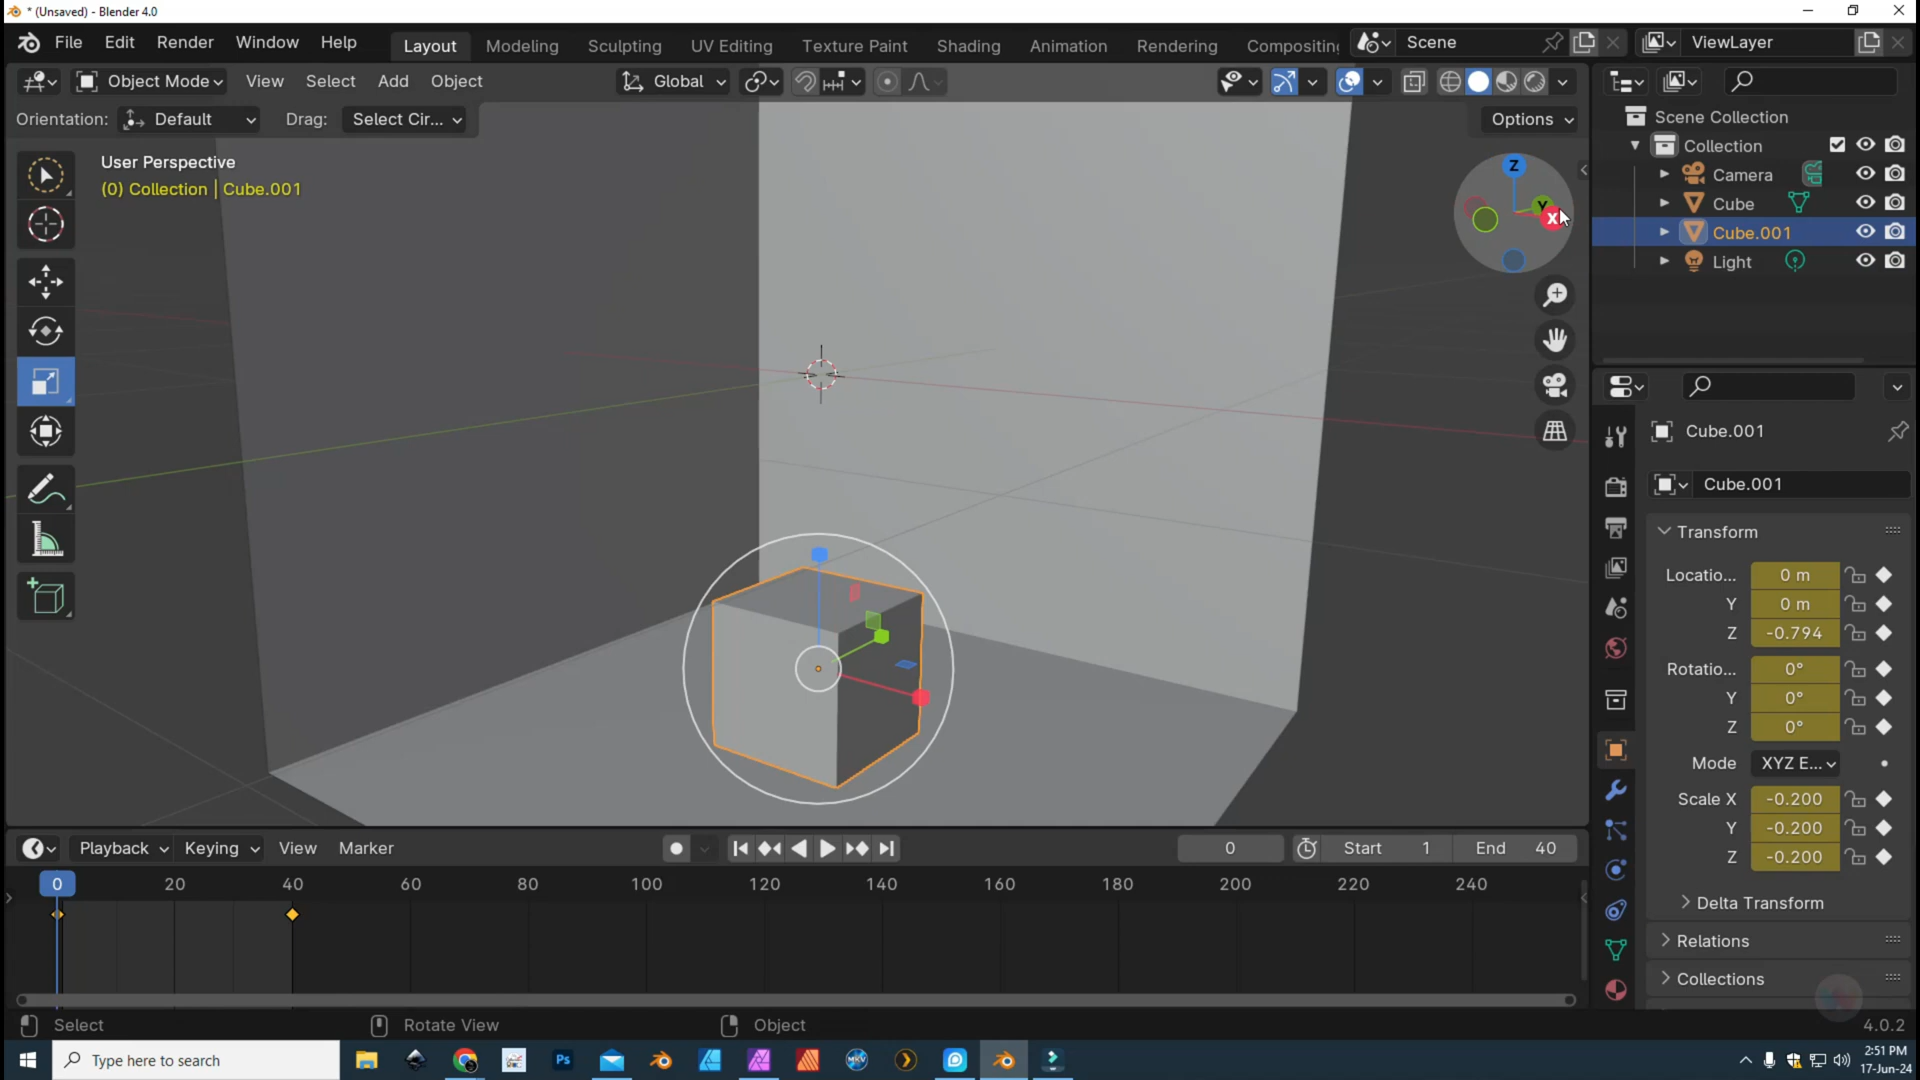 * (Unsaved) - Blender 4.0
File Edit Render Window Help Layout Modeling Sculpting UV Editing Texture Paint Shading Animation Rendering Compositin Scene ViewLayer
Object Mode View Select Add Object Global
Orientation: Default Drag: Select Cir... Options
User Perspective
(0) Collection | Cube.001
Z
Y
X
Scene Collection
Collection
Camera
Cube
Cube.001
Light
Cube.001
Cube.001
Transform
Locatio... 0 m
Y 0 m
Z -0.794
Rotatio... 0°
Y 0°
Z 0°
Mode XYZ E...
Scale X -0.200
Y -0.200
Z -0.200
Delta Transform
Relations
Collections
Playback Keying View Marker 0 Start 1 End 40
0 20 40 60 80 100 120 140 160 180 200 220 240
Select Rotate View Object 4.0.2
Type here to search
Ps
MKV
2:51 PM
17-Jun-24